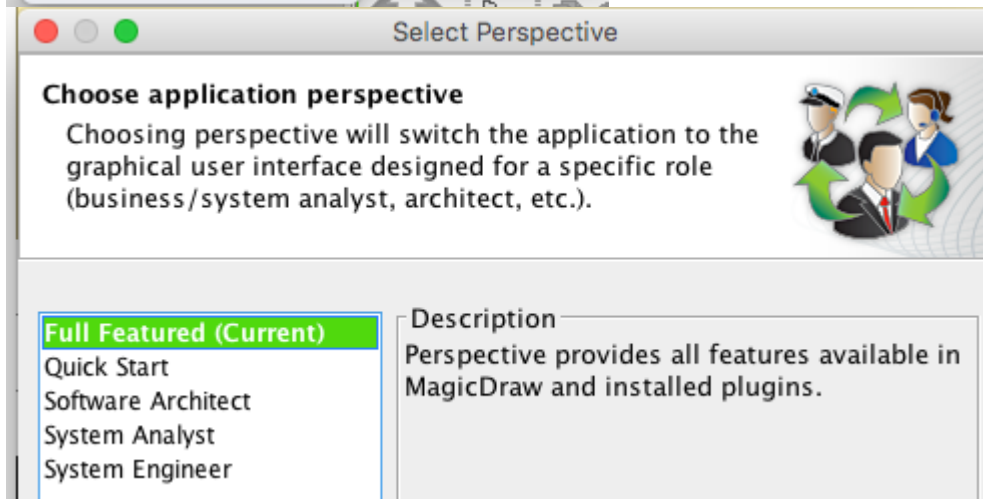 Select Perspective
Choose application perspective
Choosing perspective will switch the application to the
graphical user interface designed for a specific role
(business/system analyst, architect, etc.).
Full Featured (Current)
Quick Start
Software Architect
System Analyst
System Engineer
Description
Perspective provides all features available in
MagicDraw and installed plugins.